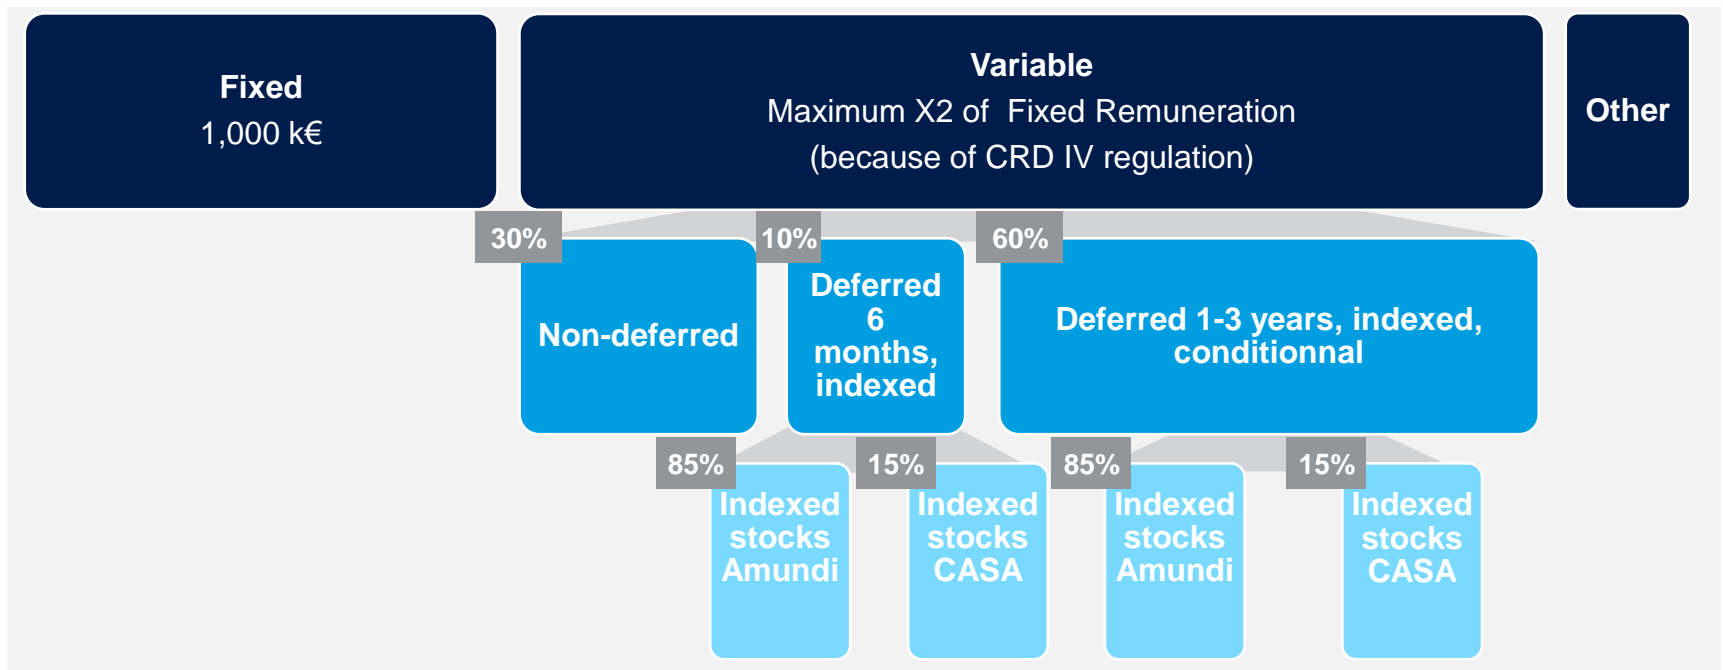 Fixed
1,000 k€
Variable
Maximum X2 of Fixed Remuneration
(because of CRD IV regulation)
Other
30%
10%
60%
Non-deferred
Deferred
6
months,
indexed
Deferred 1-3 years, indexed,
conditionnal
85%
15%
85%
15%
Indexed
stocks
Amundi
Indexed
stocks
CASA
Indexed
stocks
Amundi
Indexed
stocks
CASA